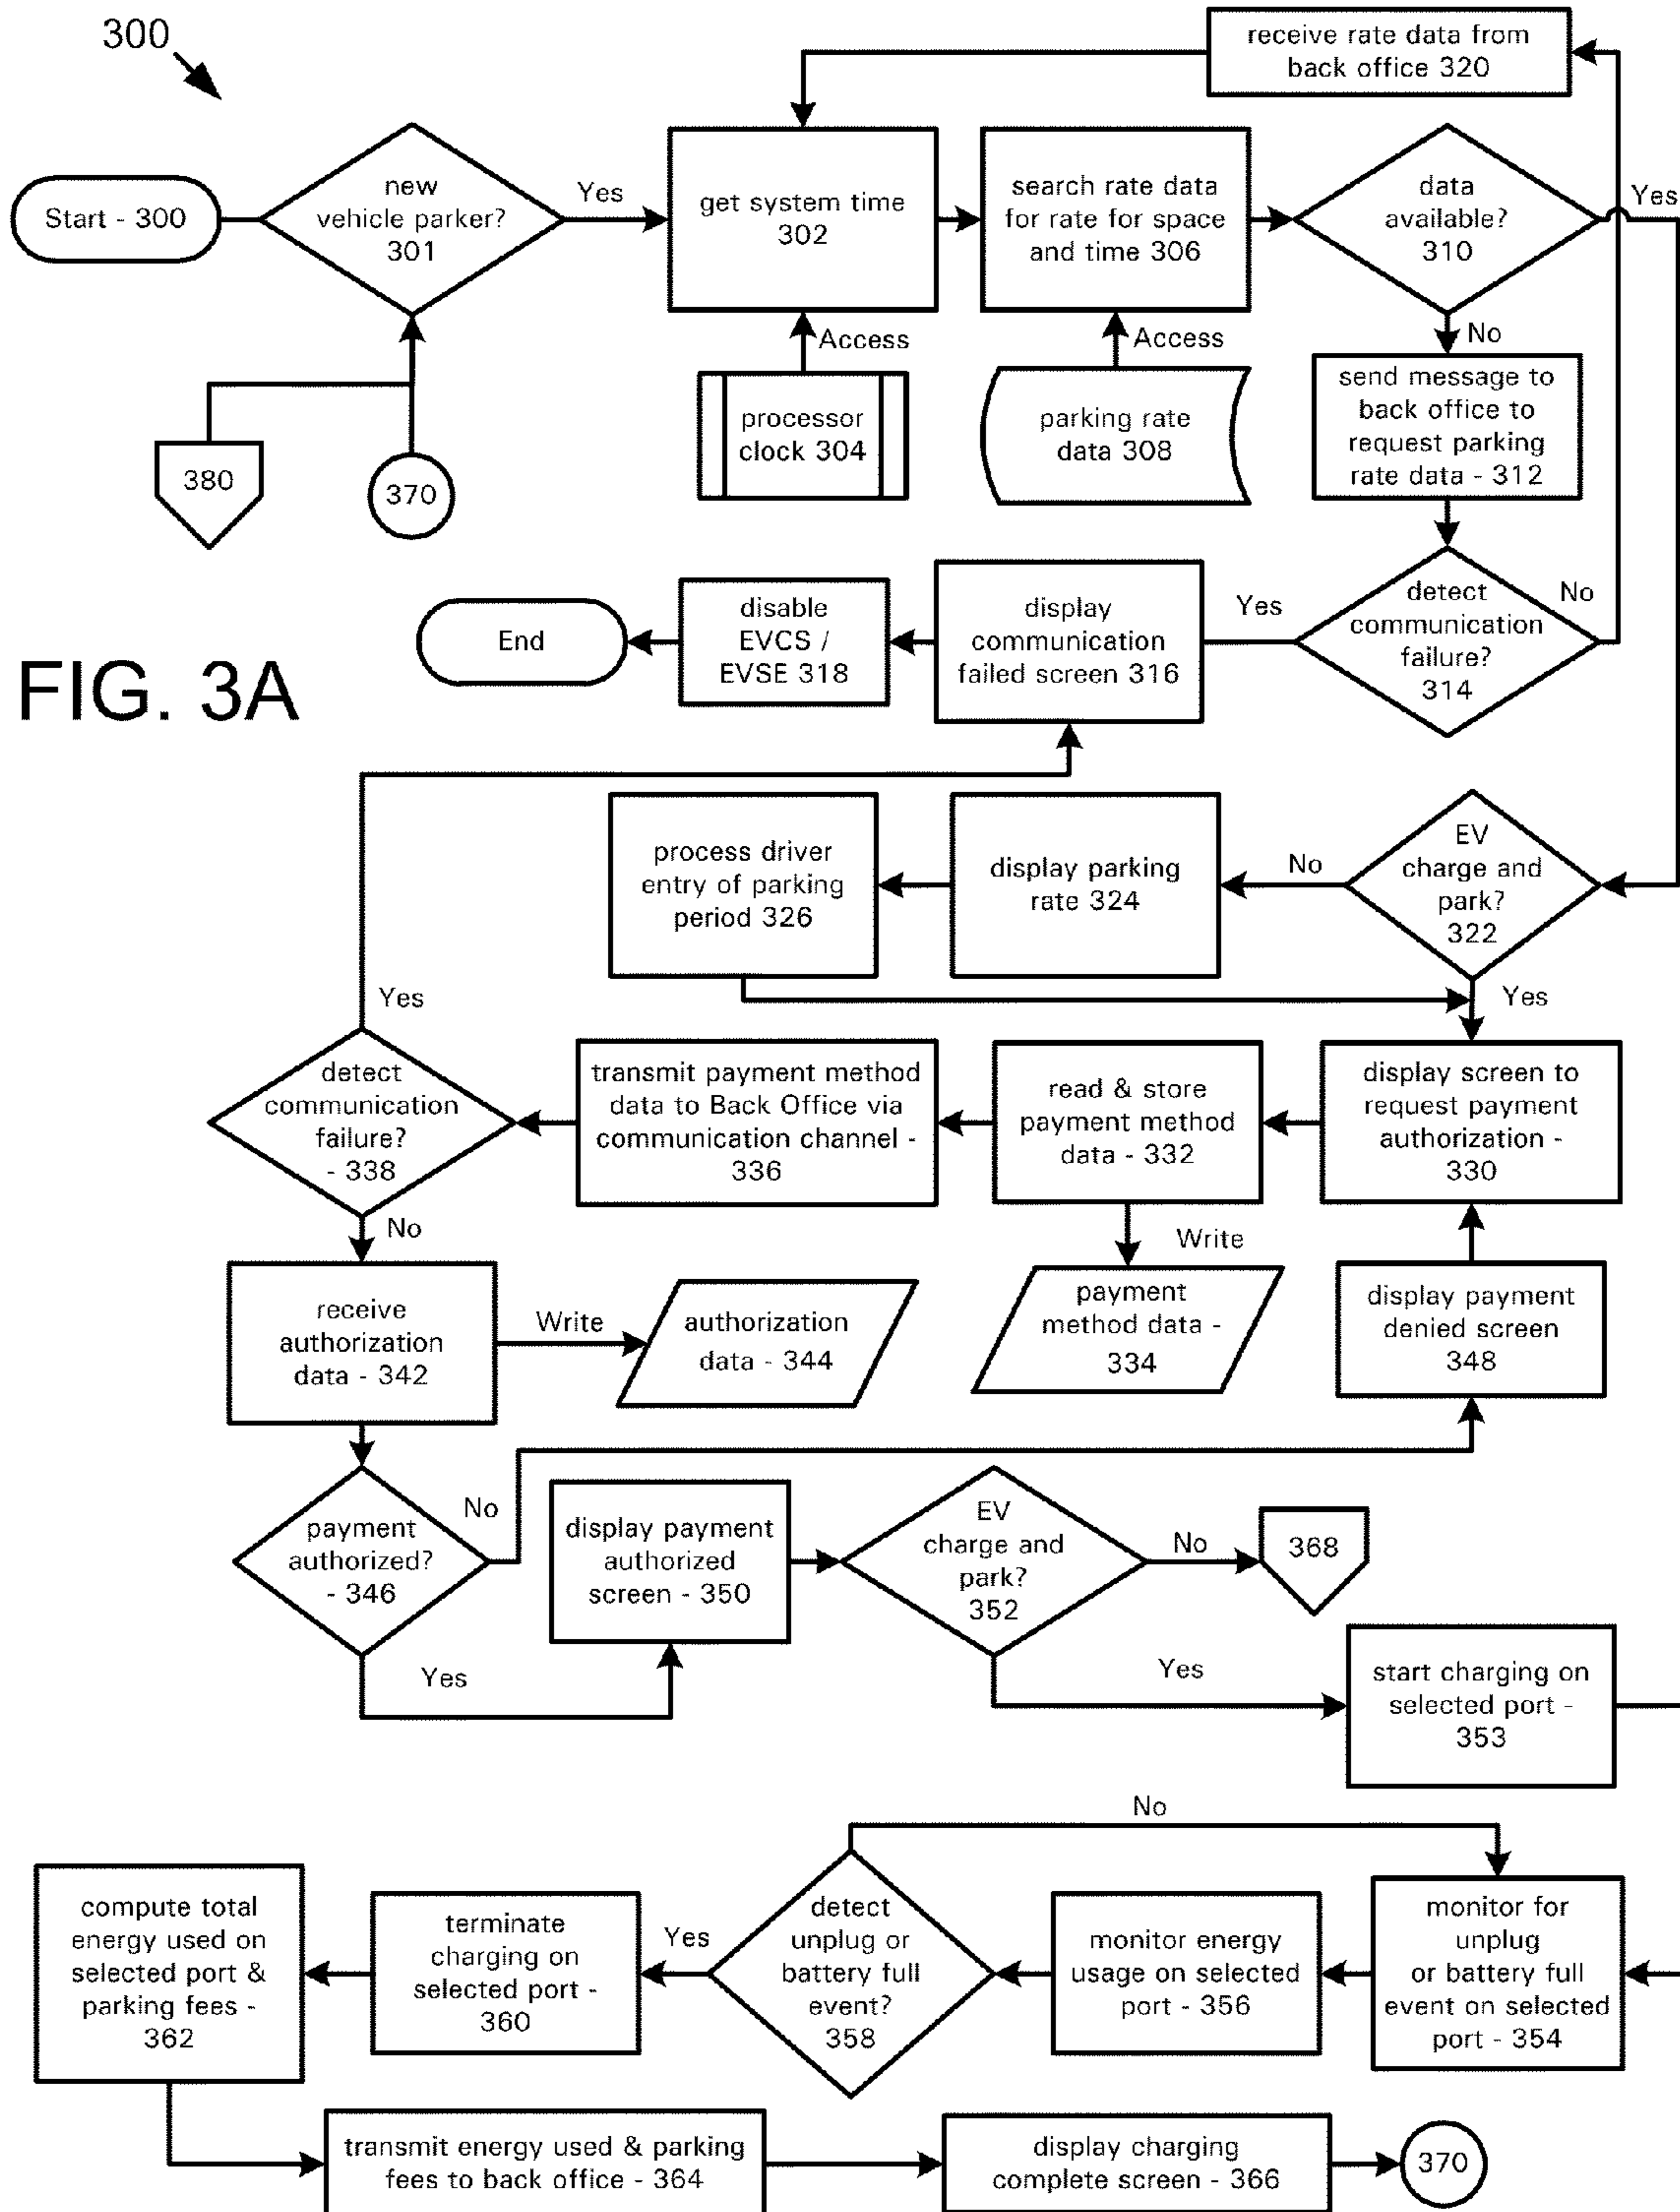 300
receive rate data from
back office 320
Start - 300
new
vehicle parker?
301
Yes
get system time
302
search rate data
for rate for space
and time 306
data
available?
310
Yes
Access
Access
No
380
370
processor
clock 304
parking rate
data 308
send message to
back office to
request parking
rate data - 312
End
disable
EVCS /
EVSE 318
display
communication
failed screen 316
Yes
detect
communication
failure?
314
No
FIG. 3A
process driver
entry of parking
period 326
display parking
rate 324
No
EV
charge and
park?
322
Yes
Yes
detect
communication
failure?
- 338
transmit payment method
data to Back Office via
communication channel -
336
read & store
payment method
data - 332
display screen to
request payment
authorization -
330
No
Write
receive
authorization
data - 342
Write
authorization
data - 344
payment
method data -
334
display payment
denied screen
348
payment
authorized?
- 346
No
display payment
authorized
screen - 350
EV
charge and
park?
352
No
368
Yes
Yes
start charging on
selected port -
353
No
compute total
energy used on
selected port &
parking fees -
362
terminate
charging on
selected port -
360
Yes
detect
unplug or
battery full
event?
358
monitor energy
usage on selected
port - 356
monitor for
unplug
or battery full
event on selected
port - 354
transmit energy used & parking
fees to back office - 364
display charging
complete screen - 366
370